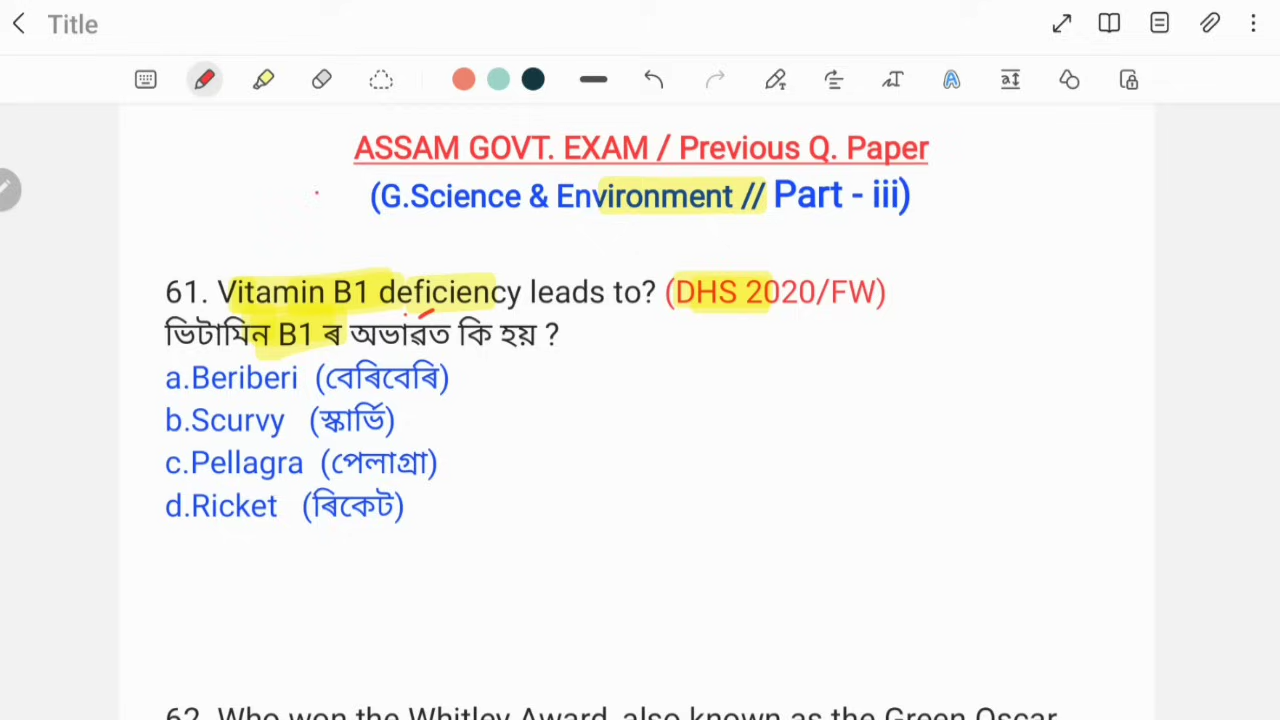 Title
ASSAM GOVT. EXAM / Previous Q. Paper
(G.Science & Environment // Part - iii)
61. Vitamin B1 deficiency leads to? (DHS 2020/FW)
ভিটামিন B1 ৰ অভাৱত কি হয় ?
a.Beriberi (বেৰিবেৰি)
b.Scurvy (স্কাৰ্ভি)
c.Pellagra (পেলাগ্ৰা)
d.Ricket (ৰিকেট)
62. Who won the Whitley Award, also known as the Green Oscar